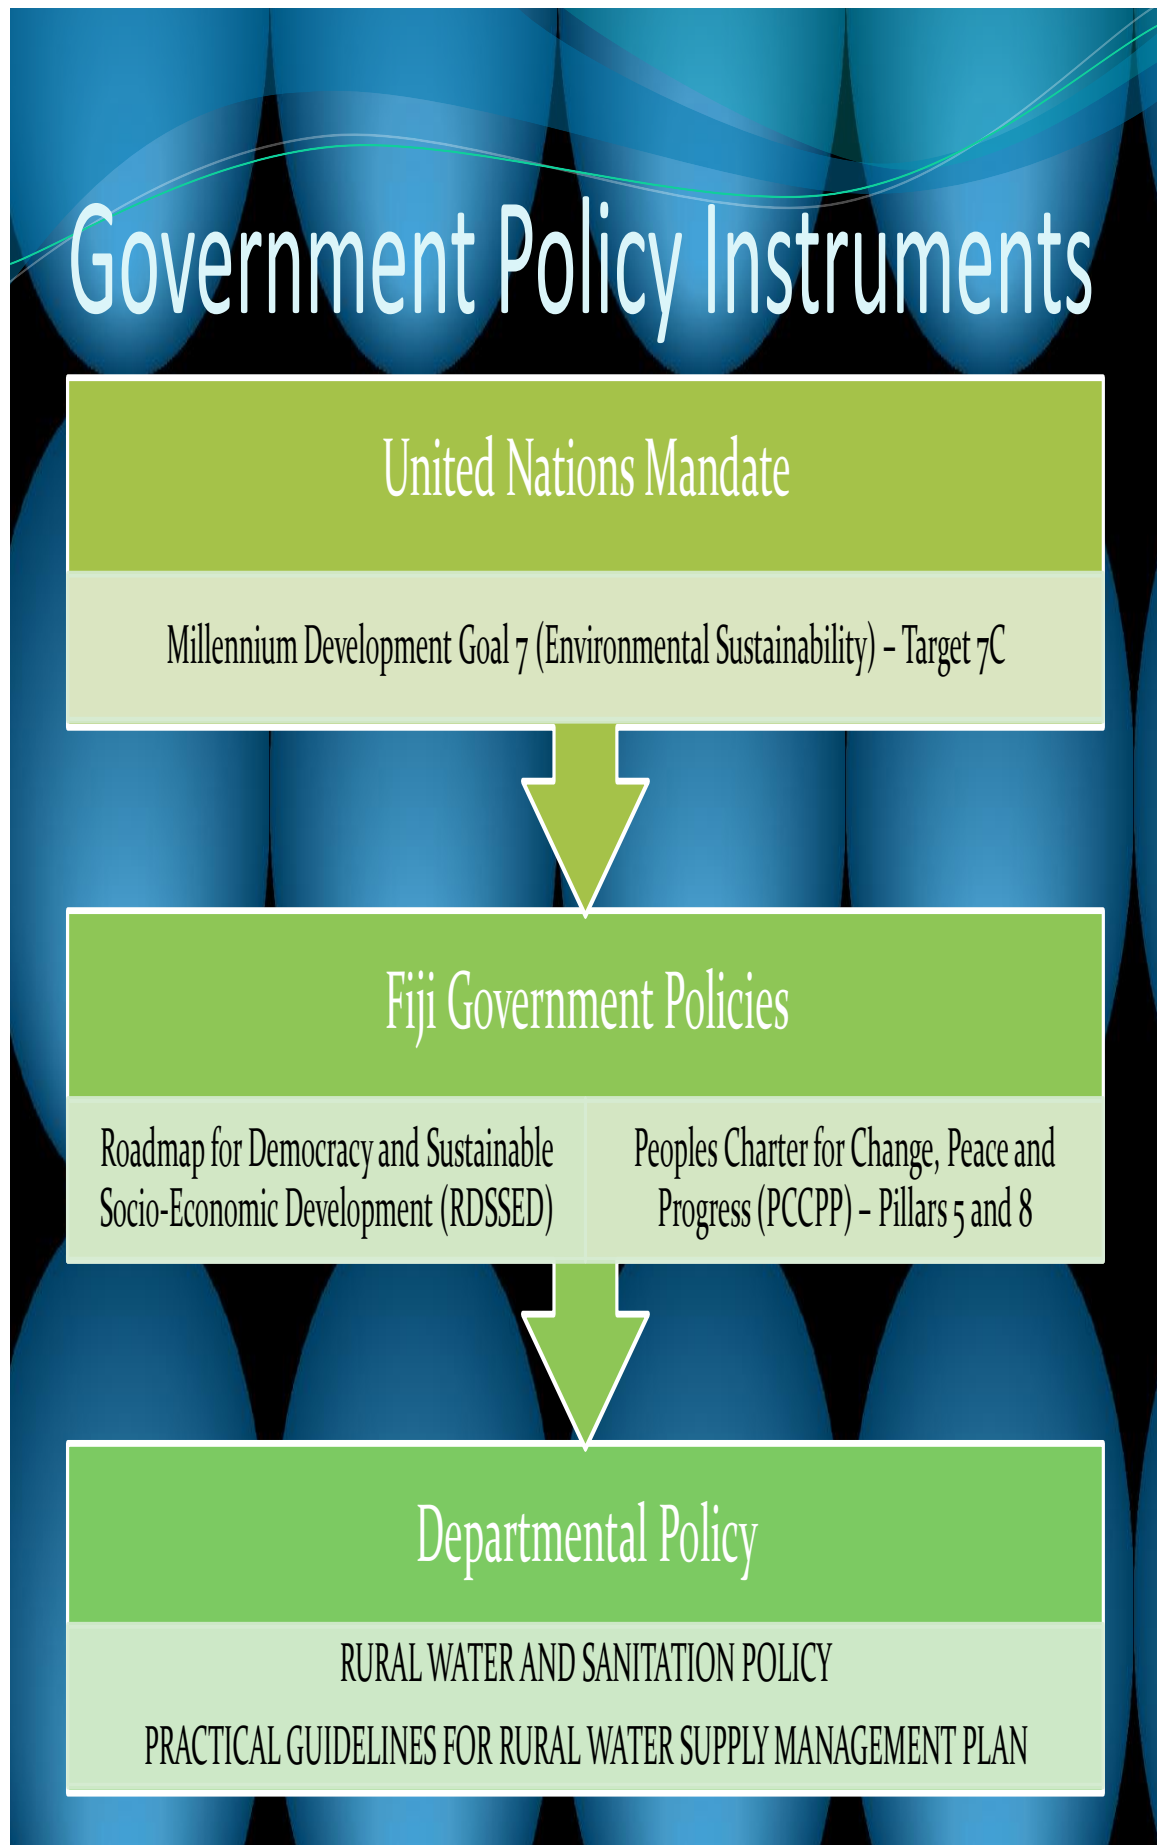 Government Policy Instruments
United Nations Mandate
Millennium Development Goal 7 (Environmental Sustainability) – Target 7C
Fiji Government Policies
Roadmap for Democracy and Sustainable
Socio-Economic Development (RDSSED)
Peoples Charter for Change, Peace and
Progress (PCCPP) – Pillars 5 and 8
Departmental Policy
RURAL WATER AND SANITATION POLICY
PRACTICAL GUIDELINES FOR RURAL WATER SUPPLY MANAGEMENT PLAN